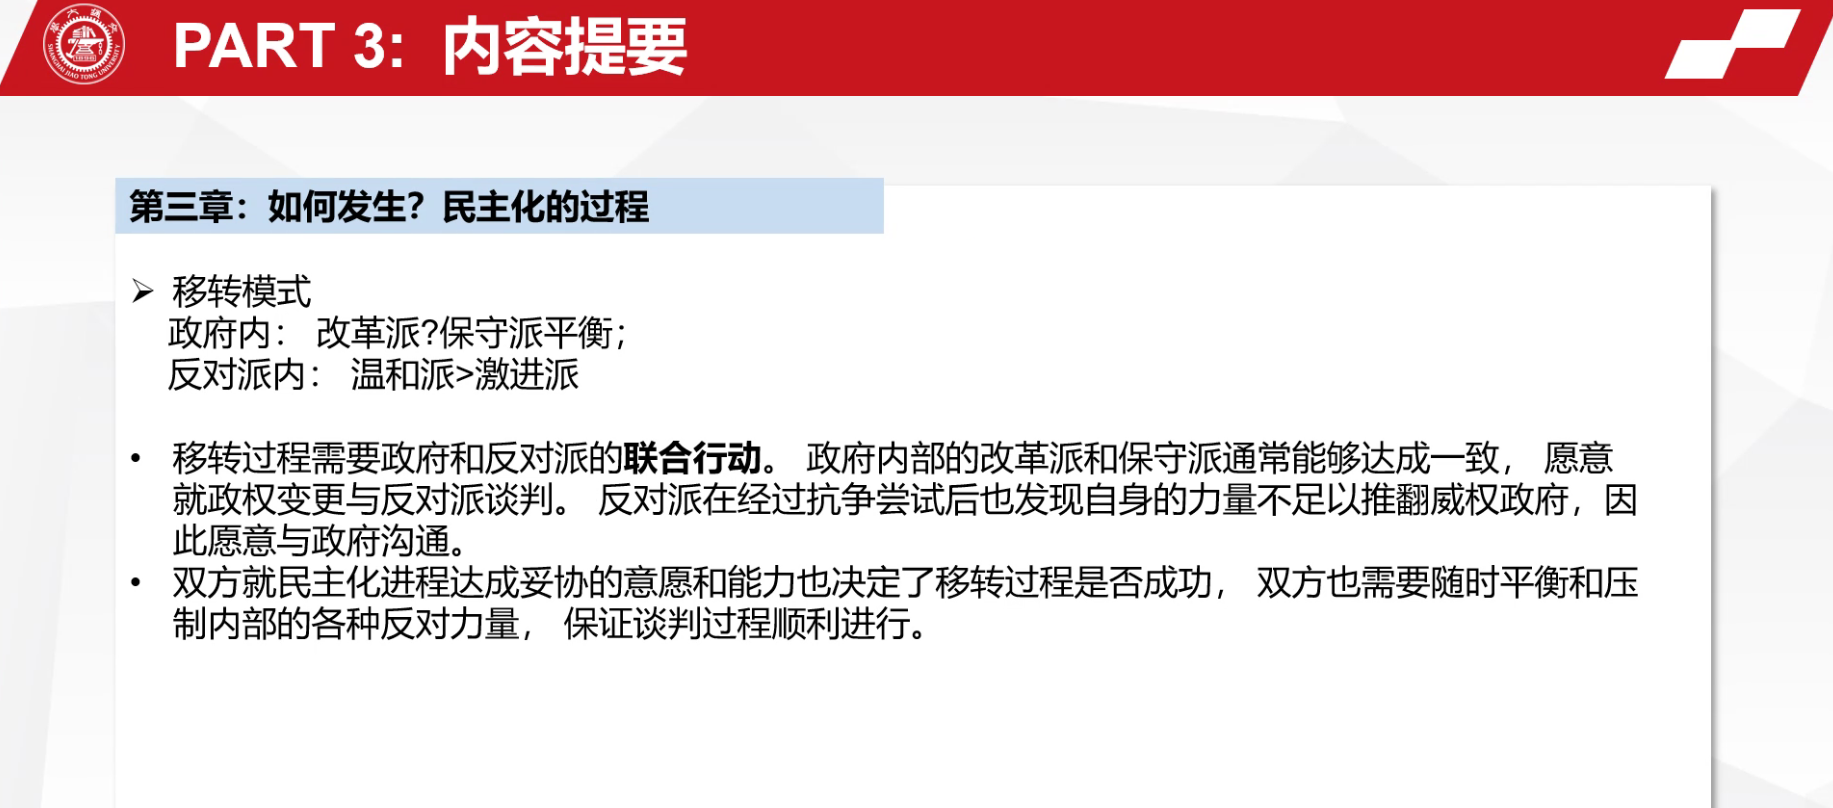 PART 3: 内容提要
SHANGHAI JIAO TONG UNIVERSITY
第三章：如何发生？民主化的过程
➢ 移转模式
政府内： 改革派?保守派平衡；
反对派内： 温和派>激进派
• 移转过程需要政府和反对派的联合行动。 政府内部的改革派和保守派通常能够达成一致， 愿意
就政权变更与反对派谈判。 反对派在经过抗争尝试后也发现自身的力量不足以推翻威权政府，因
此愿意与政府沟通。
• 双方就民主化进程达成妥协的意愿和能力也决定了移转过程是否成功， 双方也需要随时平衡和压
制内部的各种反对力量， 保证谈判过程顺利进行。